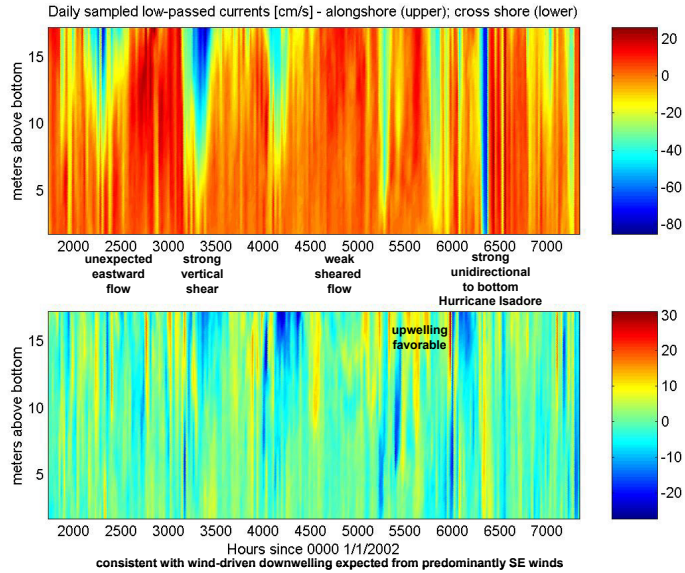 Daily sampled low-passed currents [cm/s] - alongshore (upper); cross shore (lower)
meters above bottom
15
10
5
20
0
-20
-40
-60
-80
2000 2500 3000 3500 4000 4500 5000 5500 6000 6500 7000
unexpected
eastward
flow
strong
vertical
shear
weak
sheared
flow
strong
unidirectional
to bottom
Hurricane Isadore
meters above bottom
15
10
5
upwelling
favorable
30
20
10
0
-10
-20
2000 2500 3000 3500 4000 4500 5000 5500 6000 6500 7000
Hours since 0000 1/1/2002
consistent with wind-driven downwelling expected from predominantly SE winds